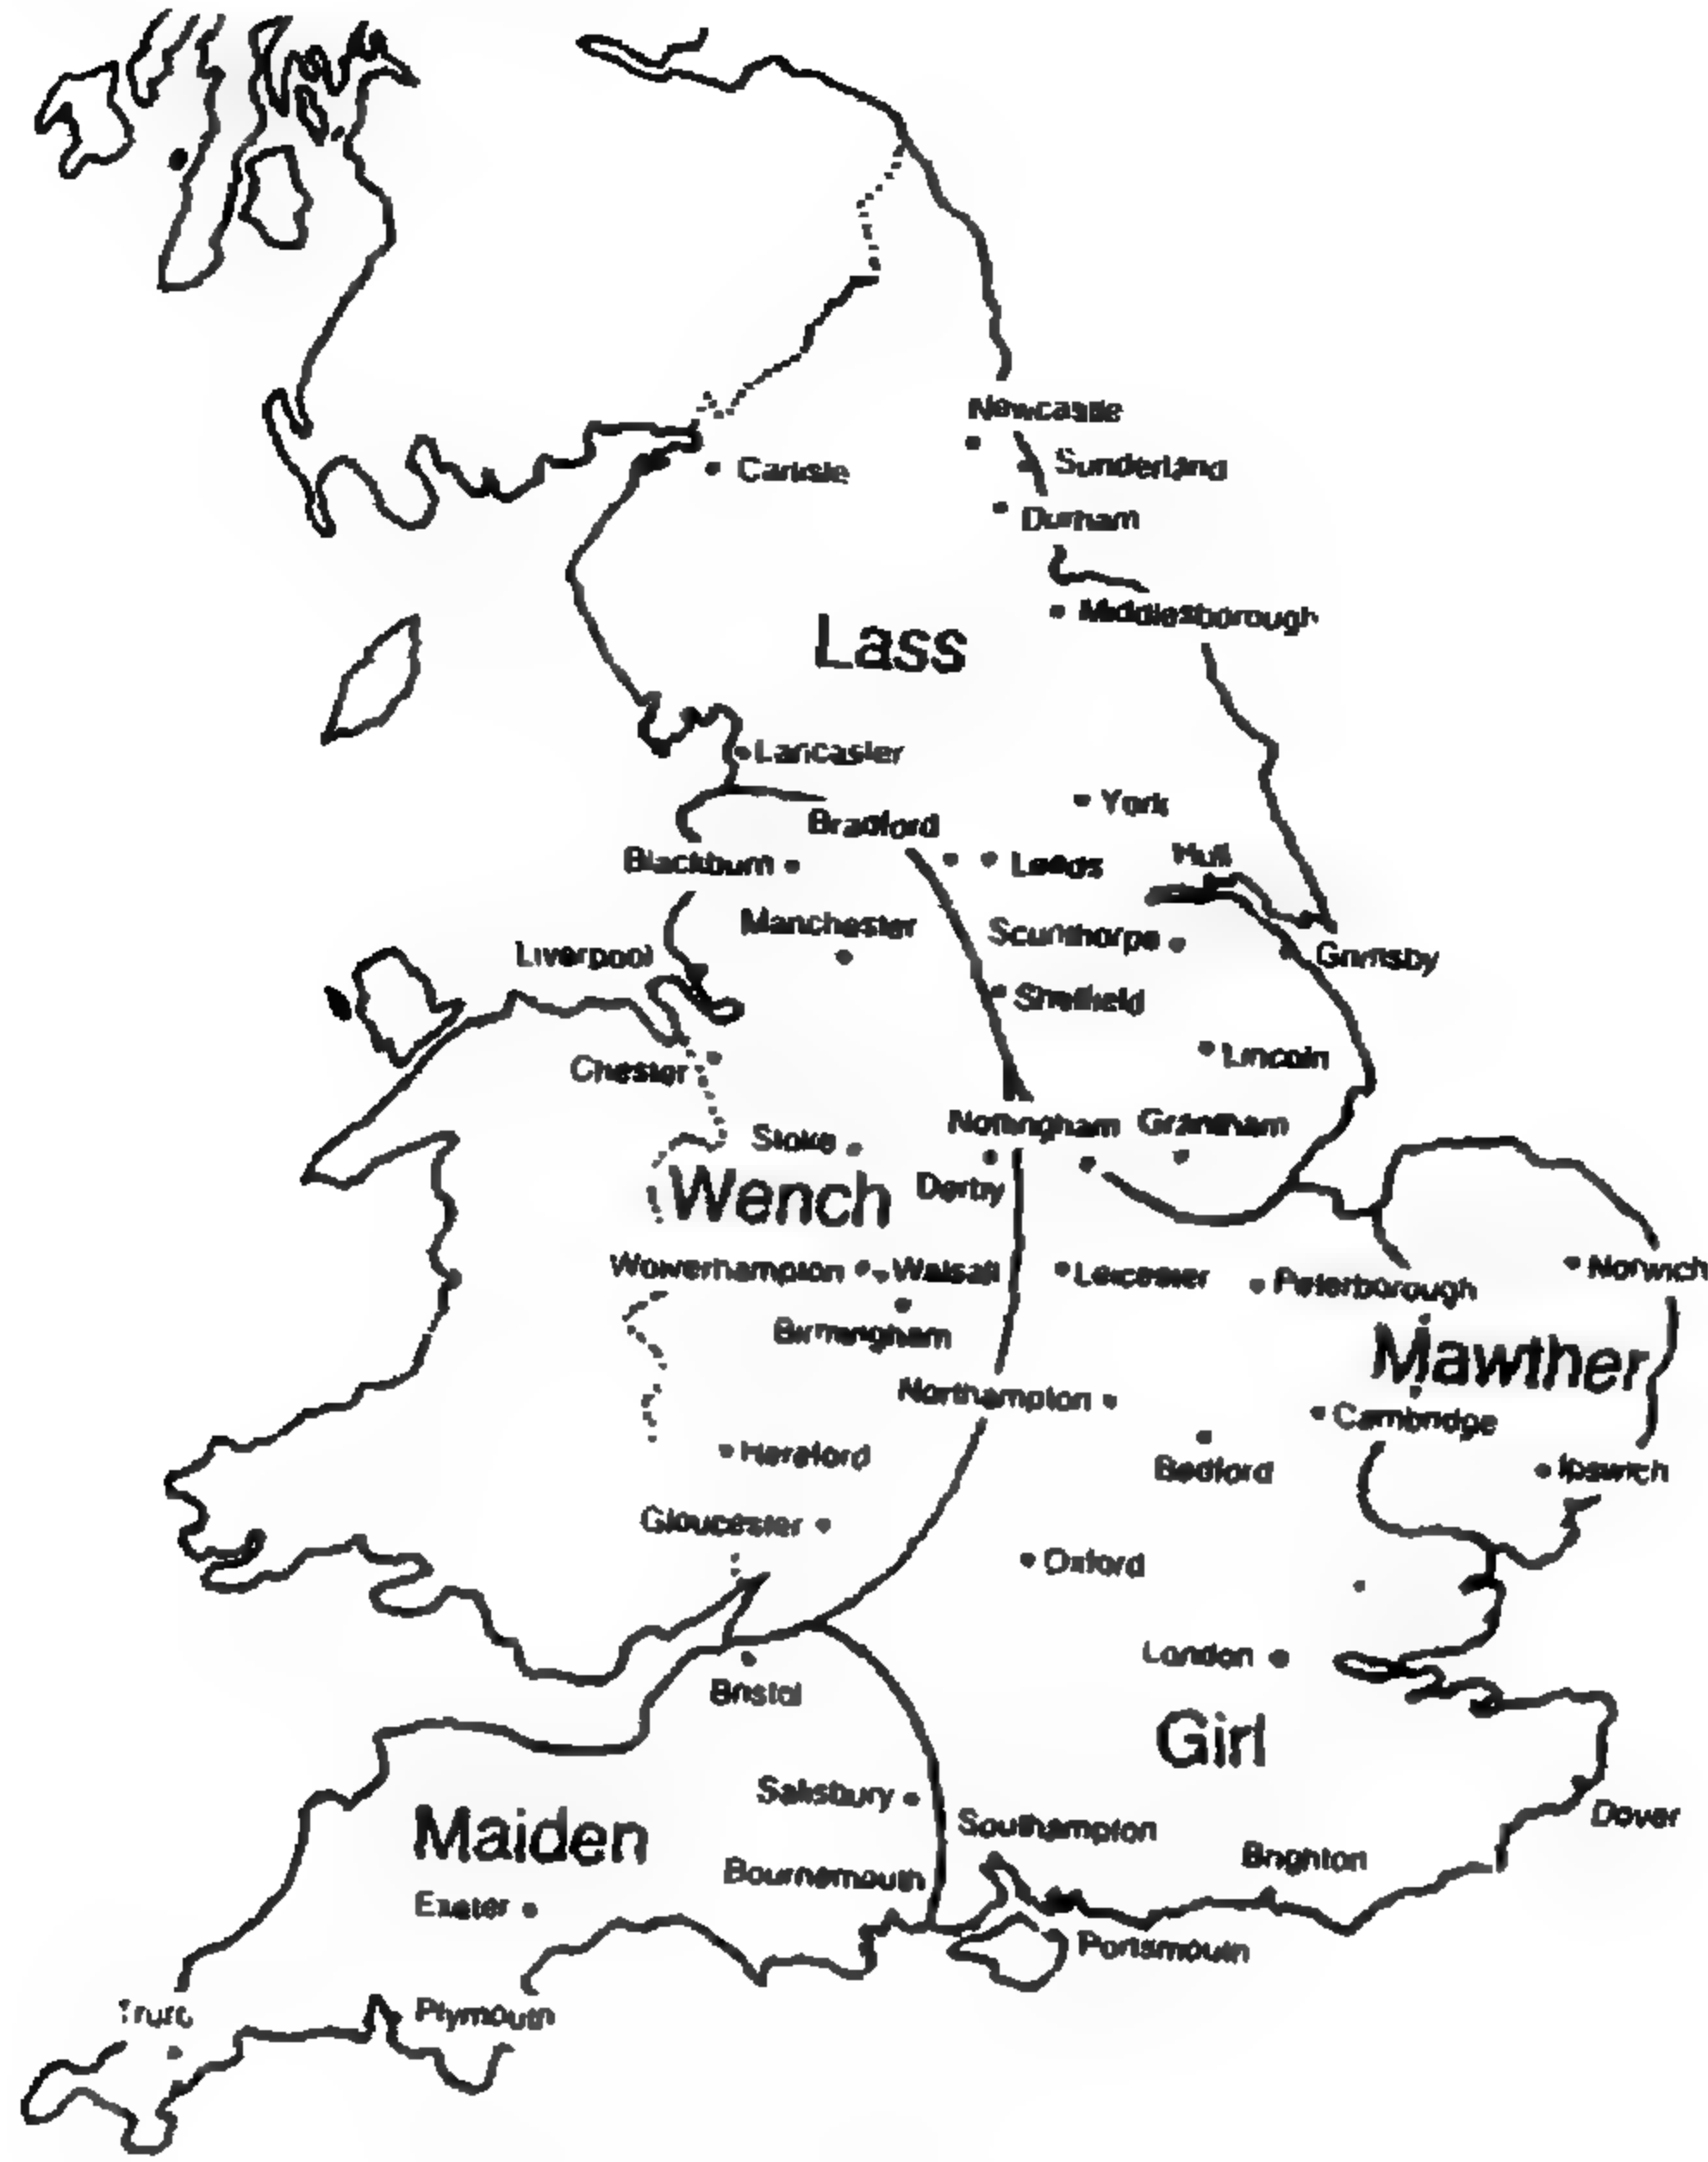 Newcastle
Carlisle
Sunderland
Durham
Middlesborough
Lass
Lancaster
York
Bradford
Blackburn
Leeds
Hull
Manchester
Scunthorpe
Liverpool
Grimsby
Sheffield
Lincoln
Chester
Nottingham
Grantham
Stoke
Wench
Derby
Wolverhampton
Walsall
Leicester
Peterborough
Norwich
Birmingham
Mawther
Northampton
Cambridge
Hereford
Bedford
Ipswich
Gloucester
Oxford
London
Bristol
Girl
Salisbury
Southampton
Dover
Maiden
Bournemouth
Brighton
Exeter
Portsmouth
Truro
Plymouth